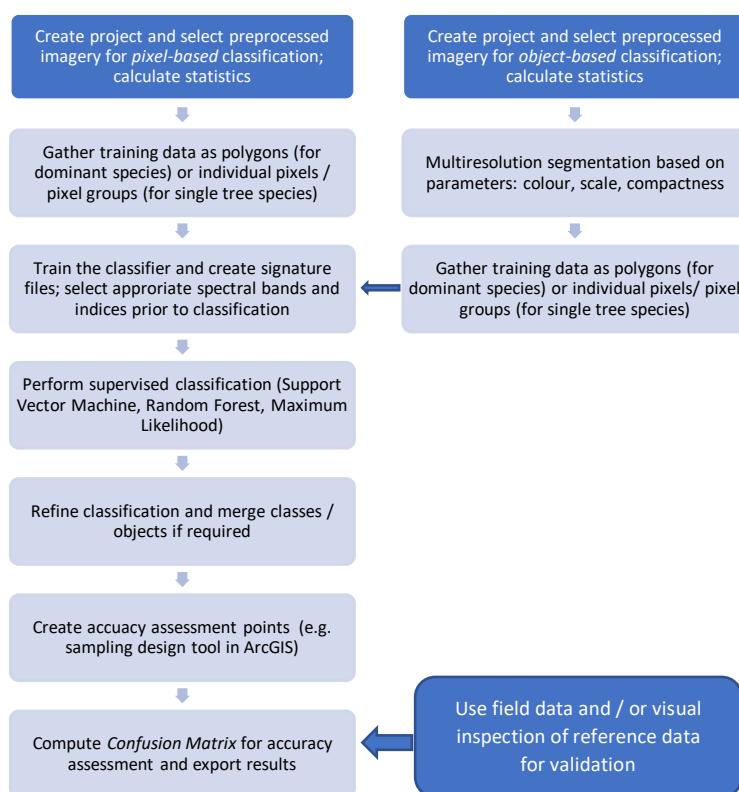 Create project and select preprocessed
imagery for pixel-based classification;
calculate statistics
Gather training data as polygons (for
dominant species) or individual pixels /
pixel groups (for single tree species)
Train the classifier and create signature
files; select approriate spectral bands and
indices prior to classification
Perform supervised classification (Support
Vector Machine, Random Forest, Maximum
Likelihood)
Refine classification and merge classes /
objects if required
Create accuacy assessment points (e.g.
sampling design tool in ArcGIS)
Compute Confusion Matrix for accuracy
assessment and export results
Create project and select preprocessed
imagery for object-based classification;
calculate statistics
Multiresolution segmentation based on
parameters: colour, scale, compactness
Gather training data as polygons (for
dominant species) or individual pixels/ pixel
groups (for single tree species)
Use field data and / or visual
inspection of reference data
for validation